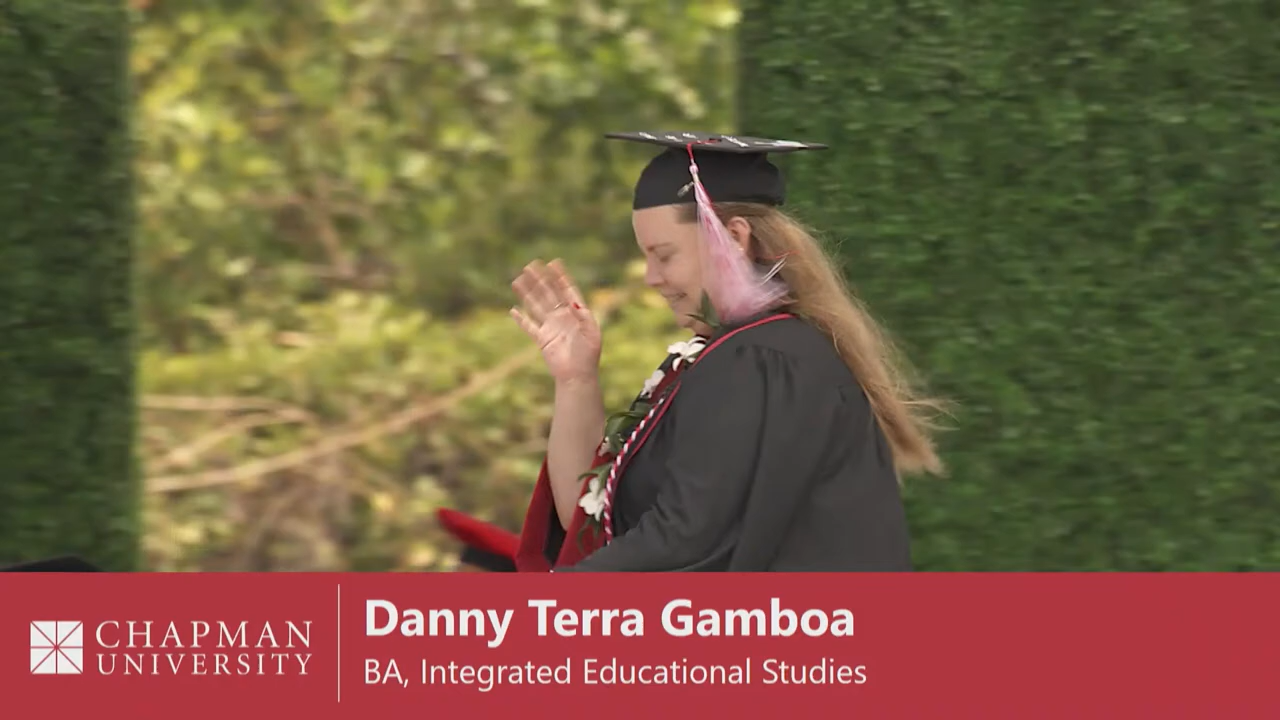 CHAPMAN
UNIVERSITY
Danny Terra Gamboa
BA, Integrated Educational Studies